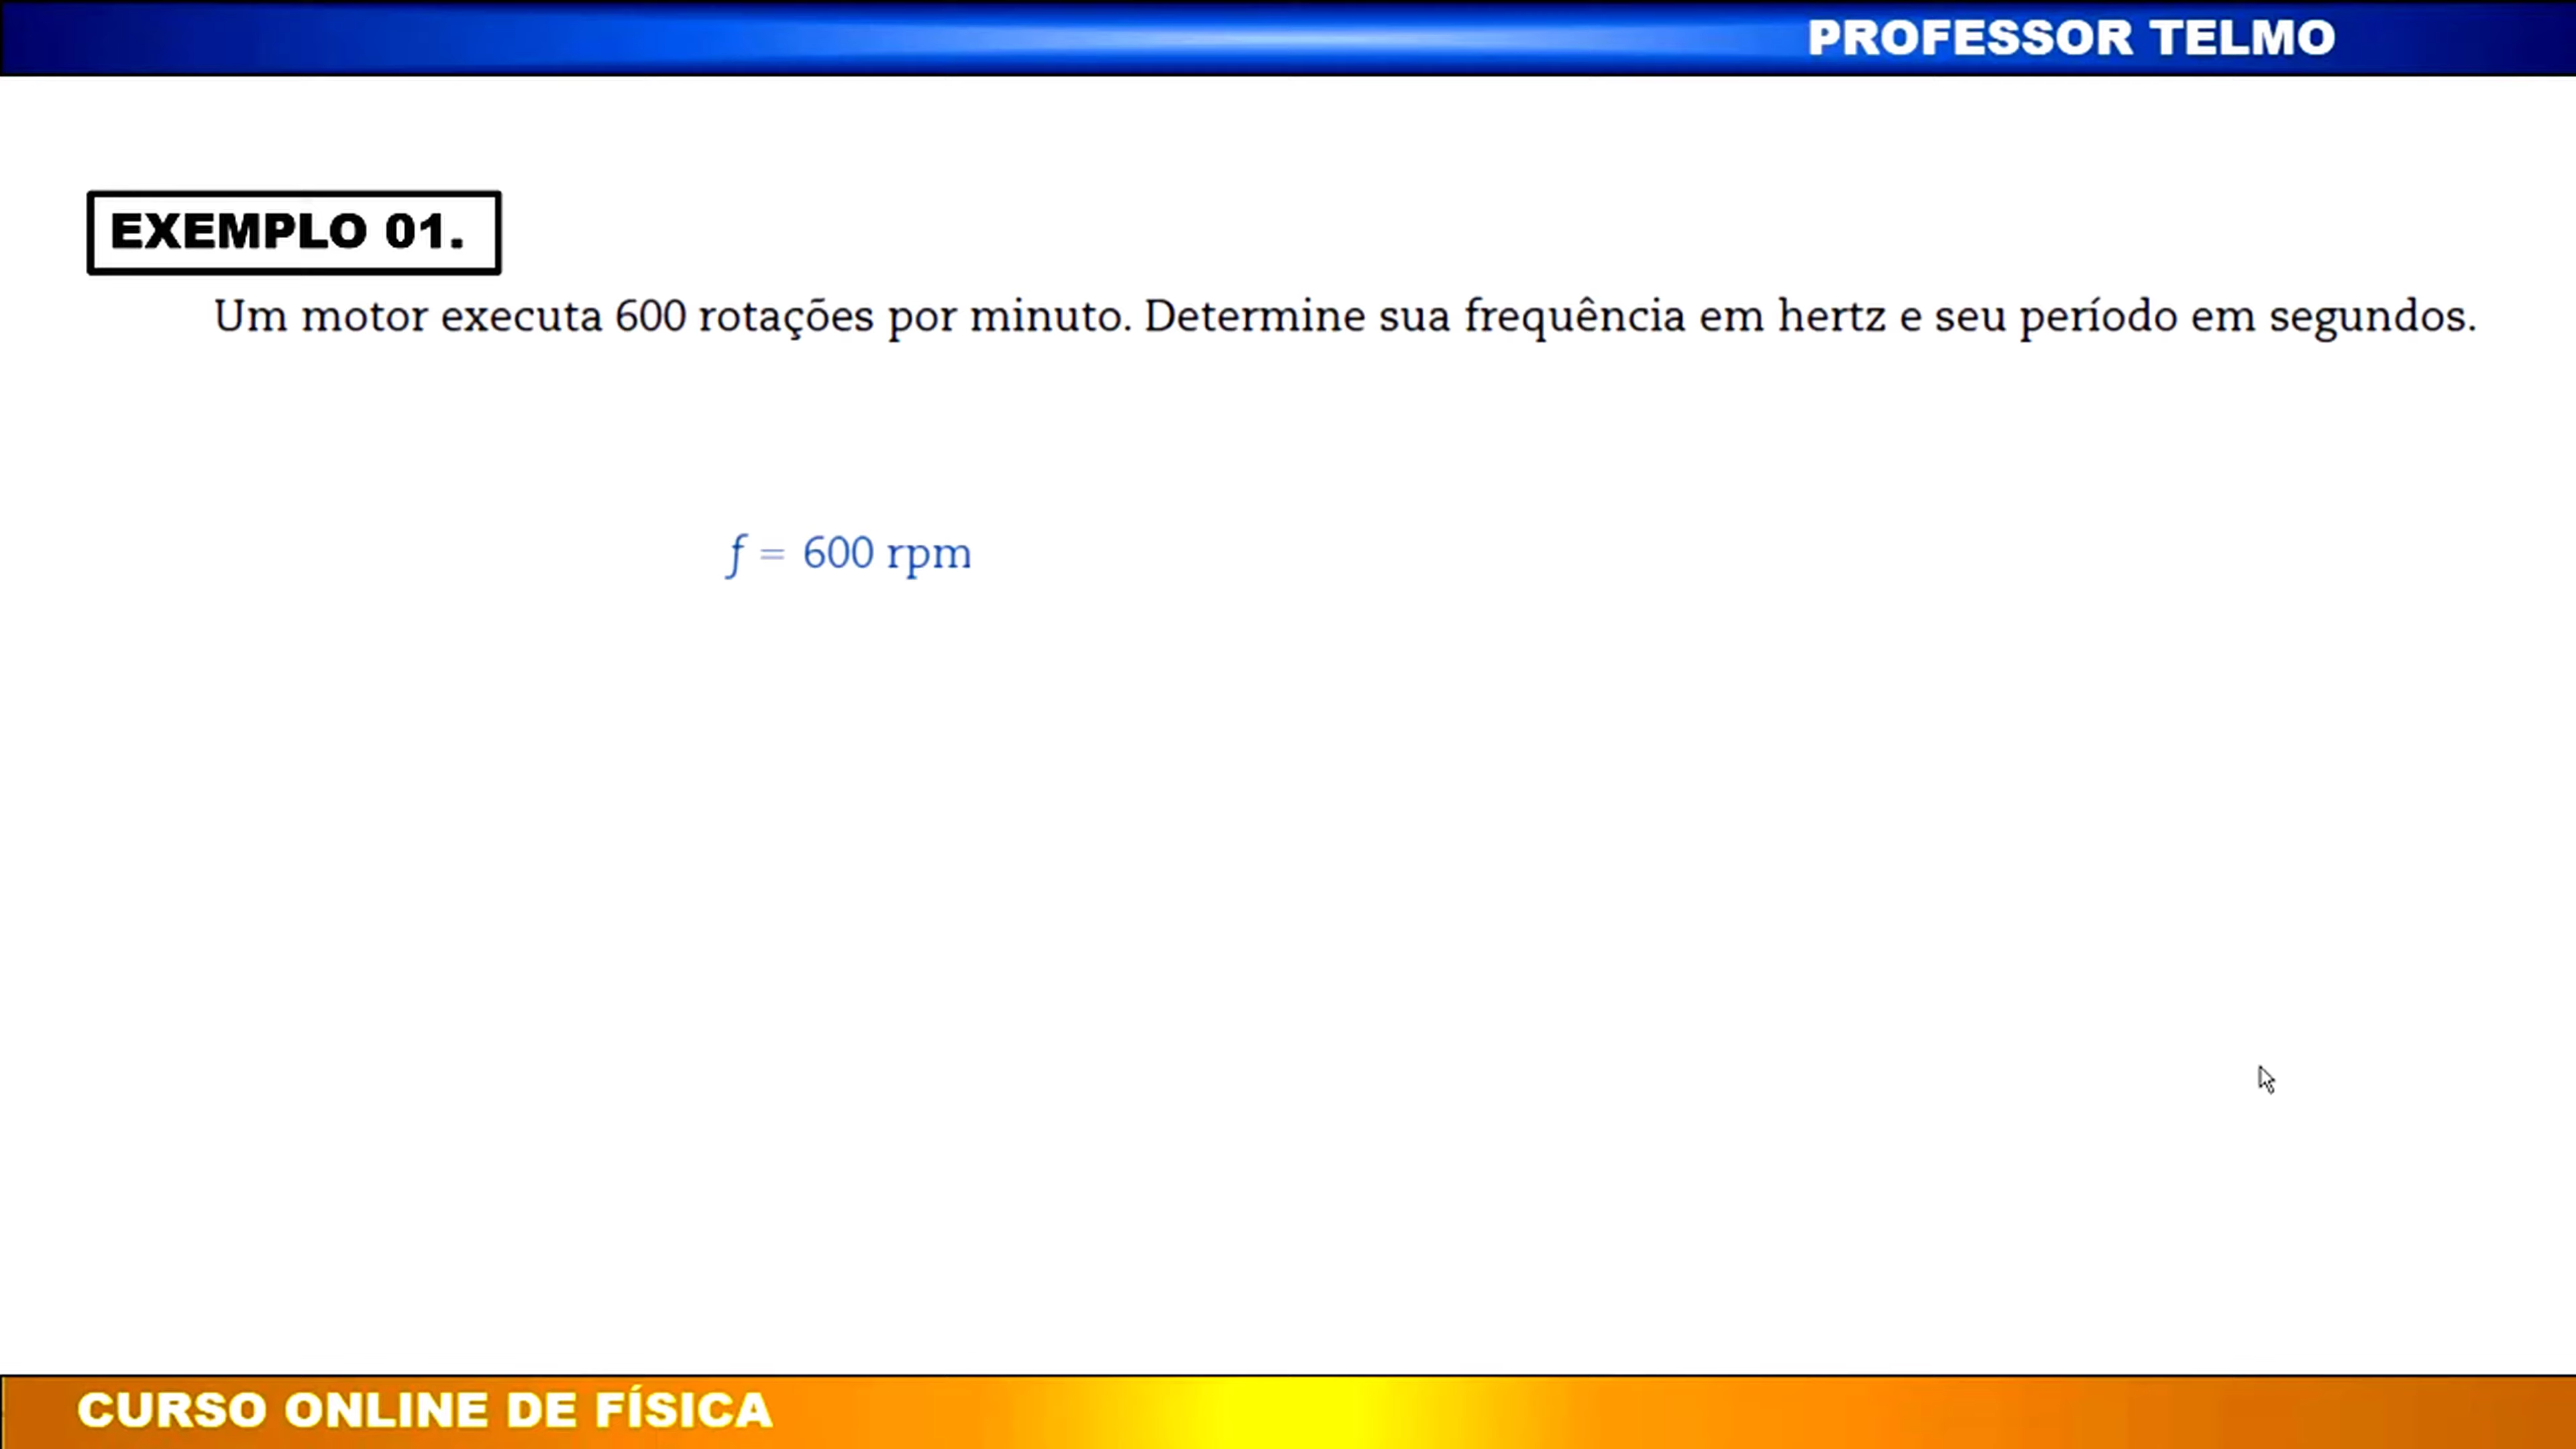 PROFESSOR TELMO
EXEMPLO 01.
Um motor executa 600 rotações por minuto. Determine sua frequência em hertz e seu período em segundos.
f = 600 rpm
CURSO ONLINE DE FÍSICA